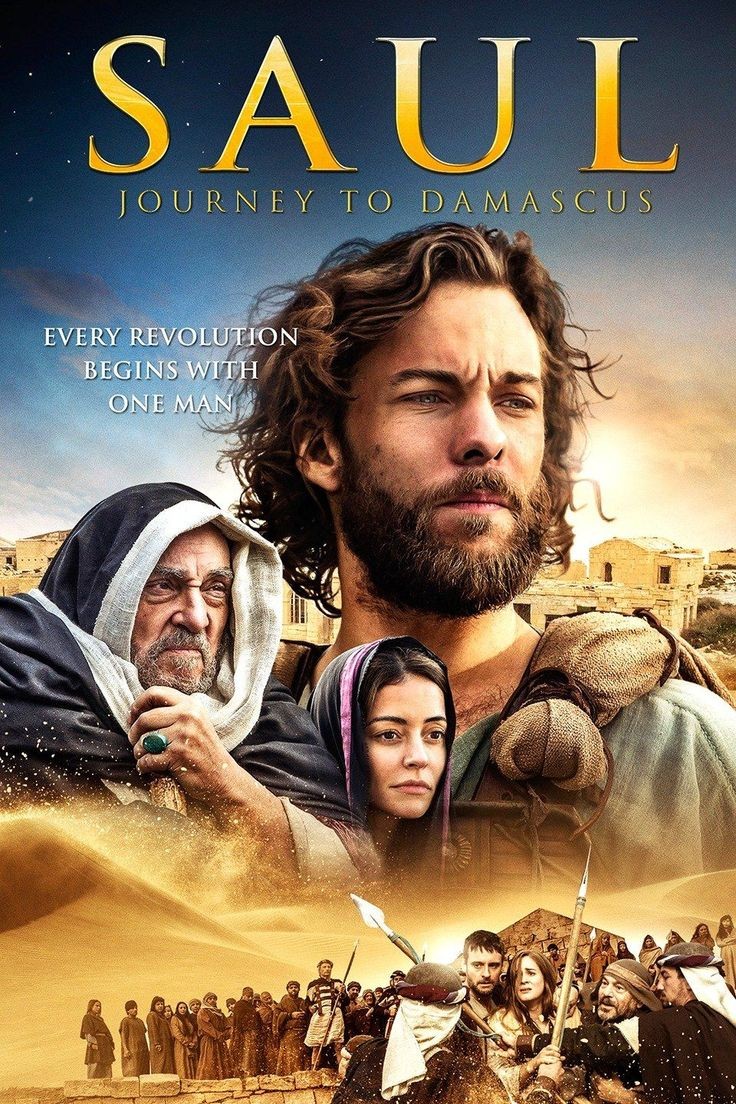 SAUL
JOURNEY TO DAMASCUS
EVERY REVOLUTION
BEGINS WITH
ONE MAN